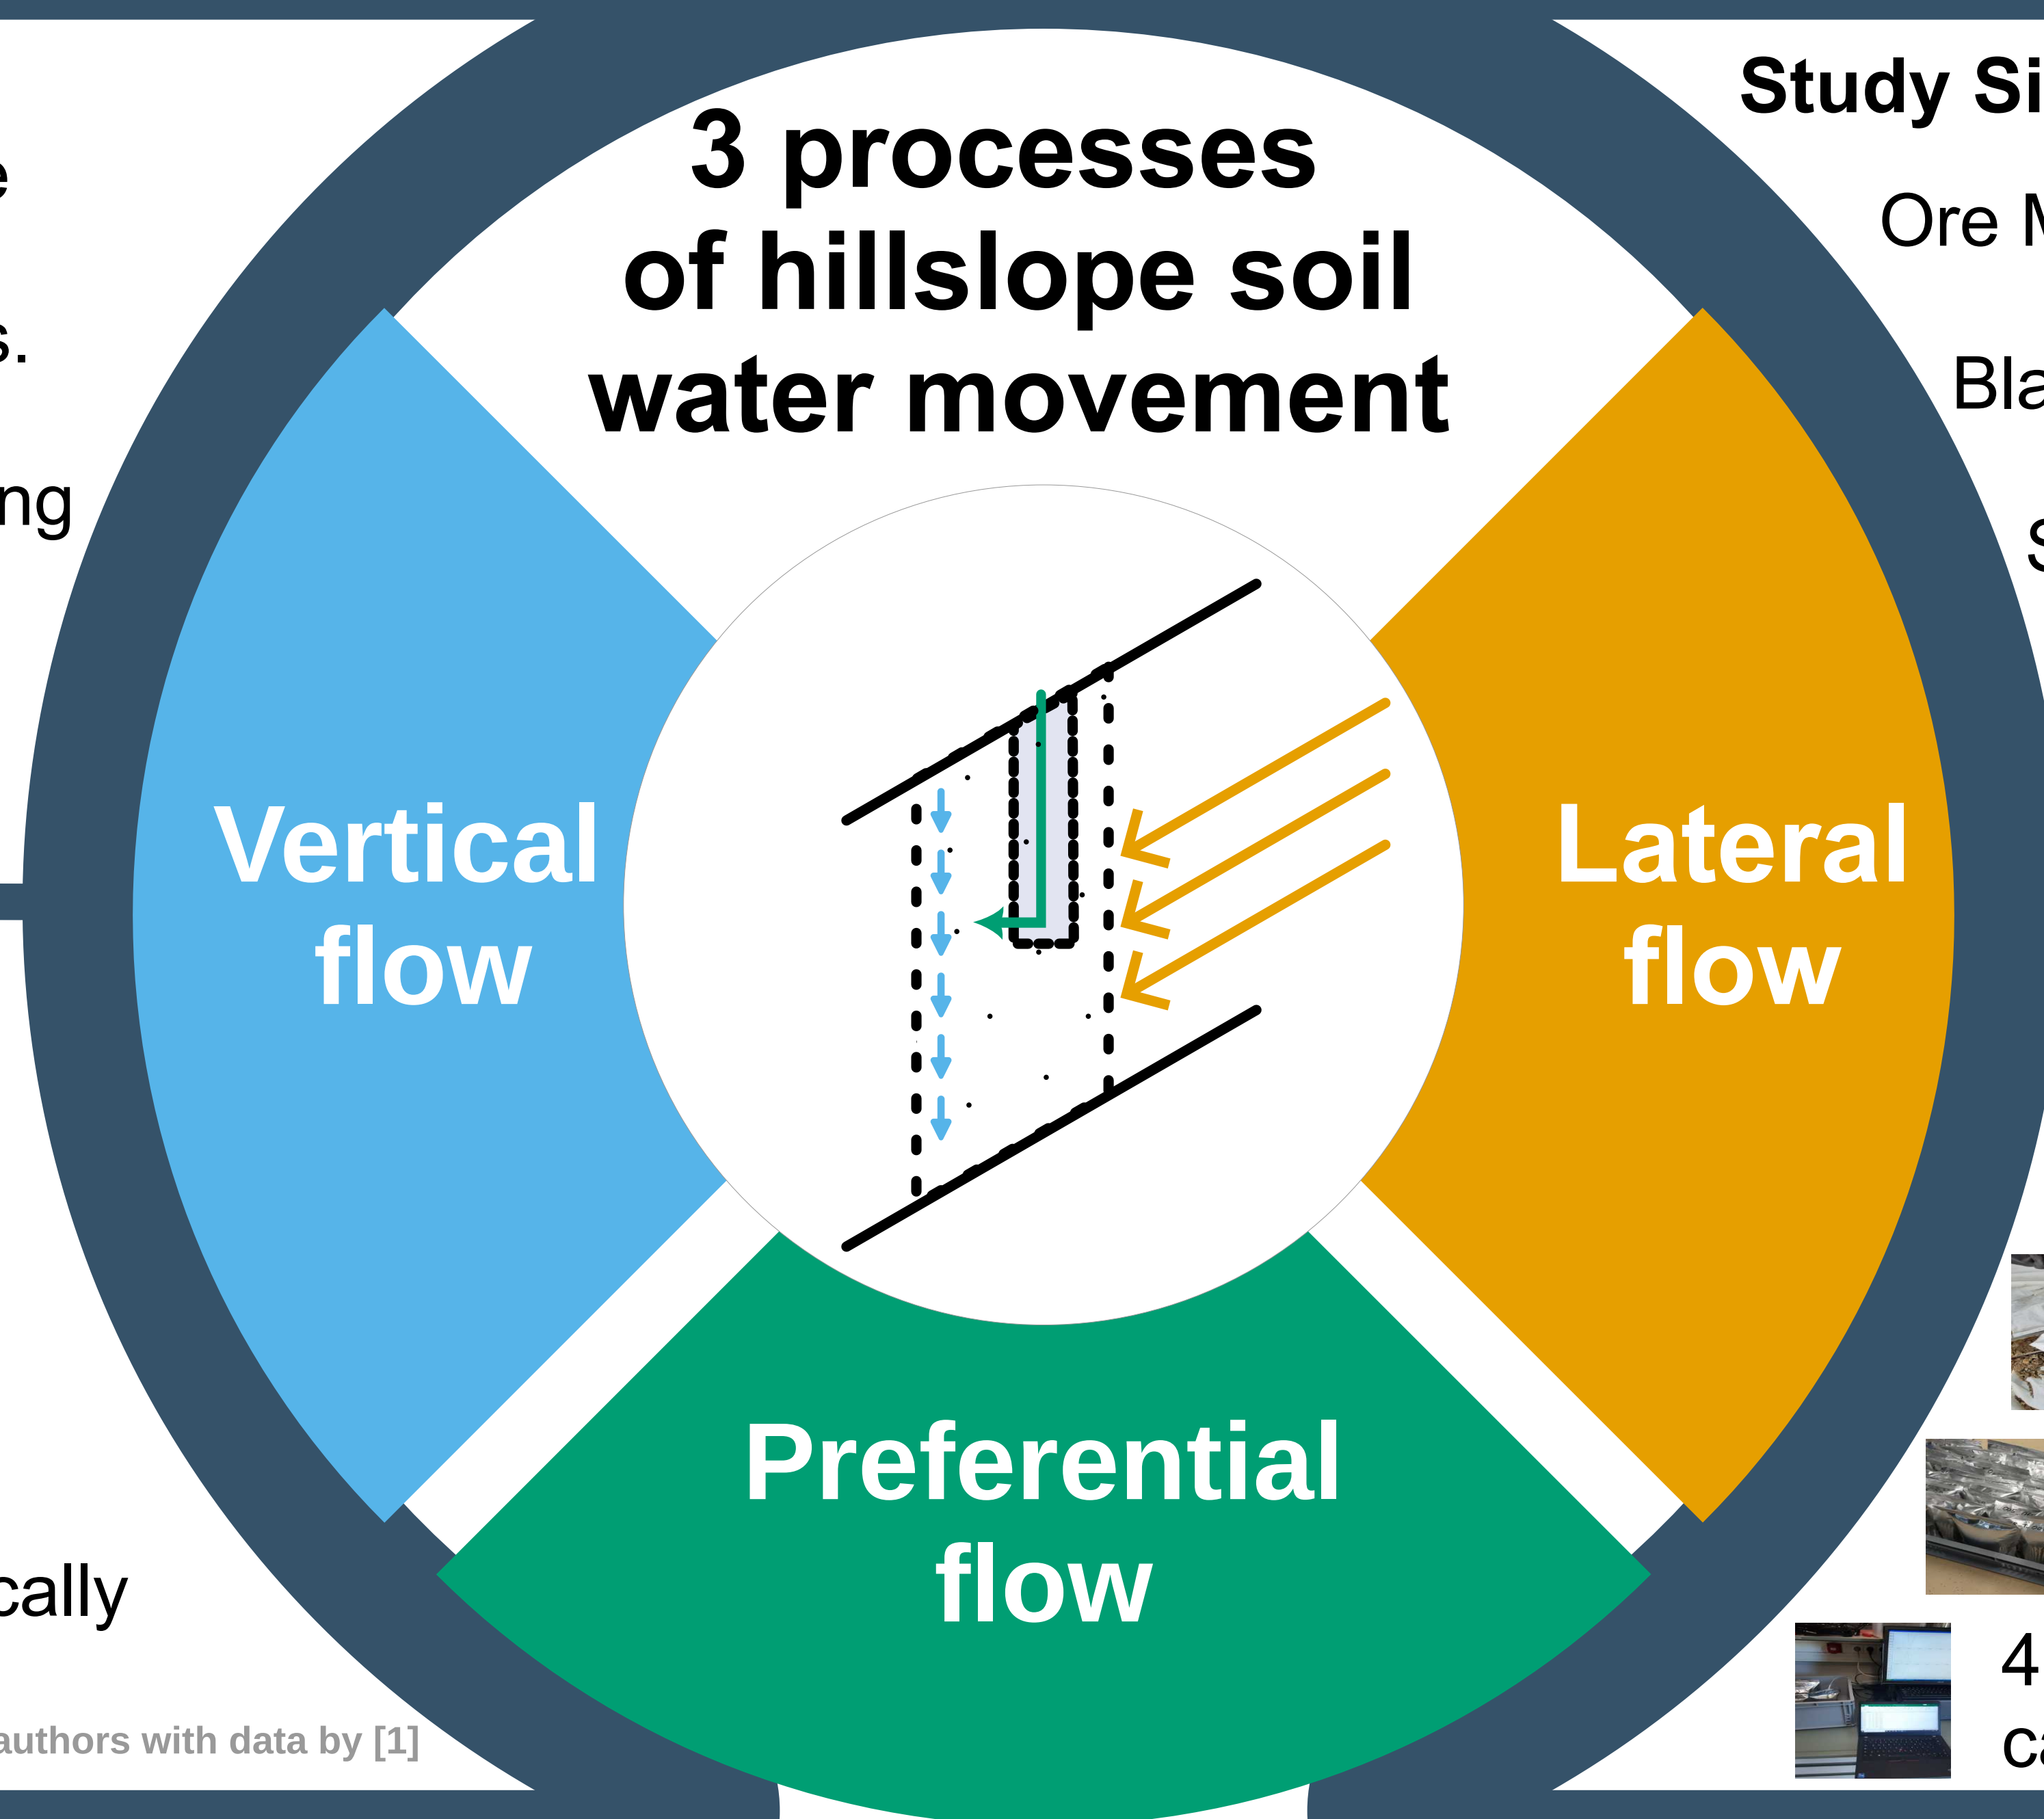 3 processes
of hillslope soil
water movement
Vertical
flow
Lateral
flow
Preferential
flow
s.
ng
cally
authors with data by [1]
Study Si
Ore M
Bla
S
4
ca